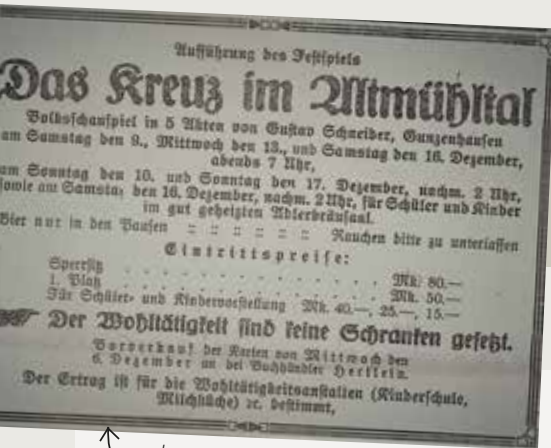 Aufführung des Festspiels
Das Kreuz im Altmühltal
Volksschauspiel in 5 Akten von Gustav Schneider, Gunzenhausen
am Samstag den 9., Mittwoch den 13., und Samstag den 16. Dezember,
abends 7 Uhr,
am Sonntag den 10. und Sonntag den 17. Dezember, nachm. 2 Uhr,
sowie am Samstag den 16. Dezember, nachm. 2 Uhr, für Schüler und Kinder
im gut geheizten Adlerbräusaal.
Bier nur in den Pausen :: :: :: :: :: :: Rauchen bitte zu unterlassen
Eintrittspreise:
Sperrsitz . . . . . . . . . . . . Mk. 80.—
1. Platz . . . . . . . . . . . . Mk. 50.—
Für Schüler- und Kindervorstellung Mk. 40.—, 25.—, 15.—
Der Wohltätigkeit sind keine Schranken gesetzt.
Vorverkauf der Karten von Mittwoch den
6. Dezember an bei Buchhändler Hertlein.
Der Ertrag ist für die Wohltätigkeitsanstalten (Kinderschule,
Milchküche) etc. bestimmt,